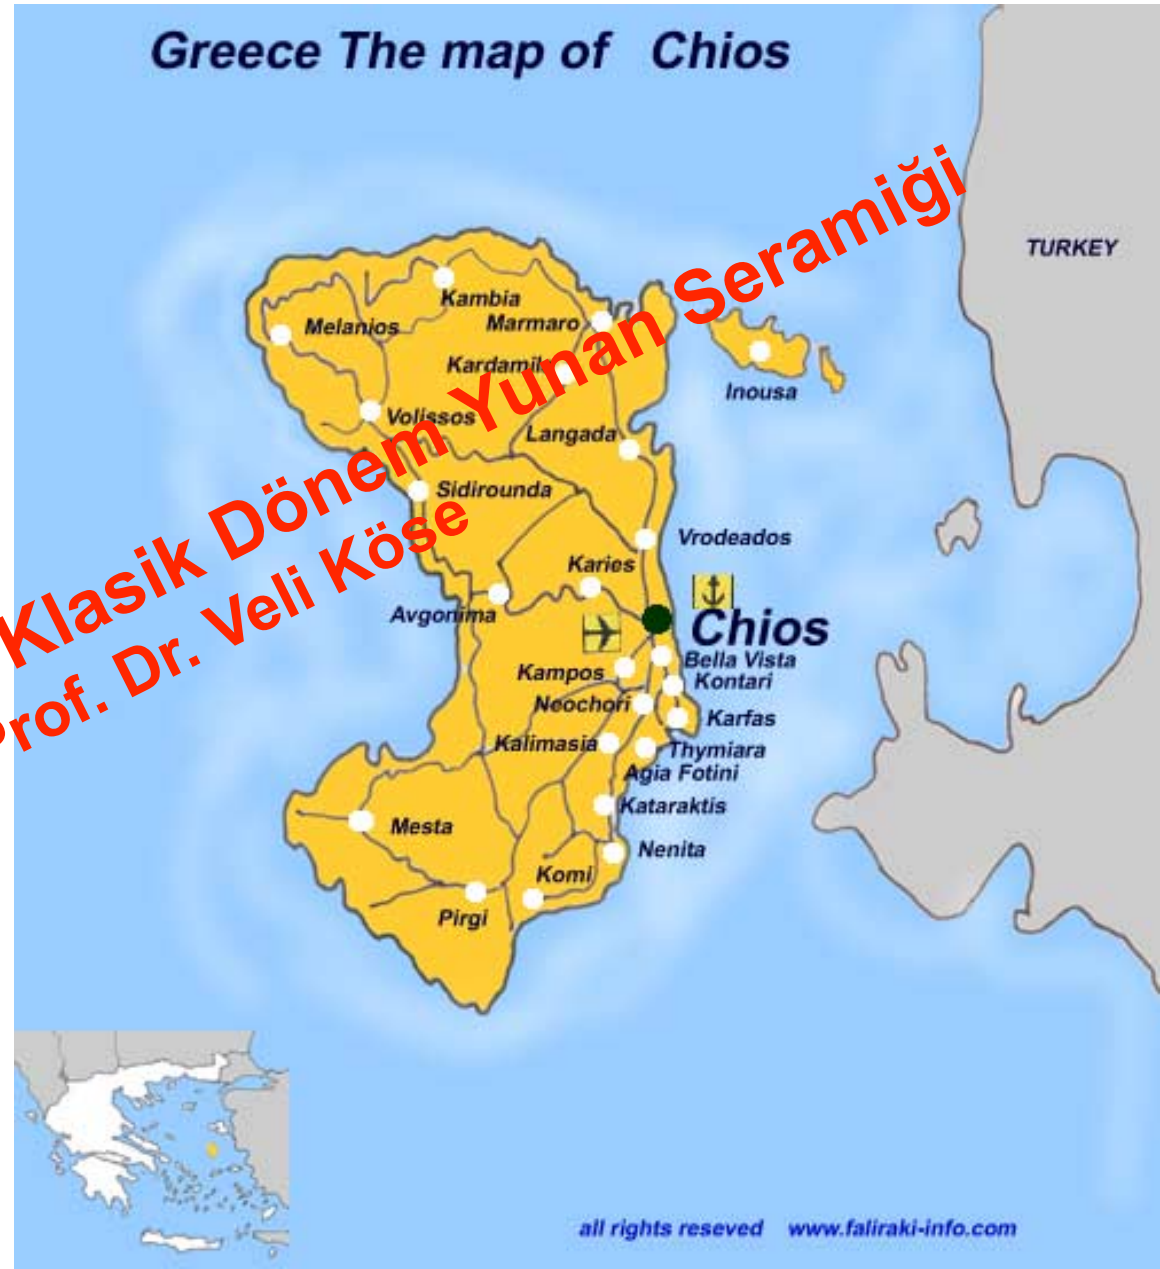 Greece The map of Chios
TURKEY
Kambia
Melanios
Marmaro
Inousa
Volissos
Langada
Sidirounda
Vrodeados
Karies
Avgonima
Chios
Bella Vista
Kampos
Kontari
Neochori
Karfas
Kalimasia
Thymiara
Agia Fotini
Kataraktis
Mesta
Nenita
Komi
Pirgi
Klasik Dönem Yunan Seramiği
Prof. Dr. Veli Köse
all rights reseved www.faliraki-info.com